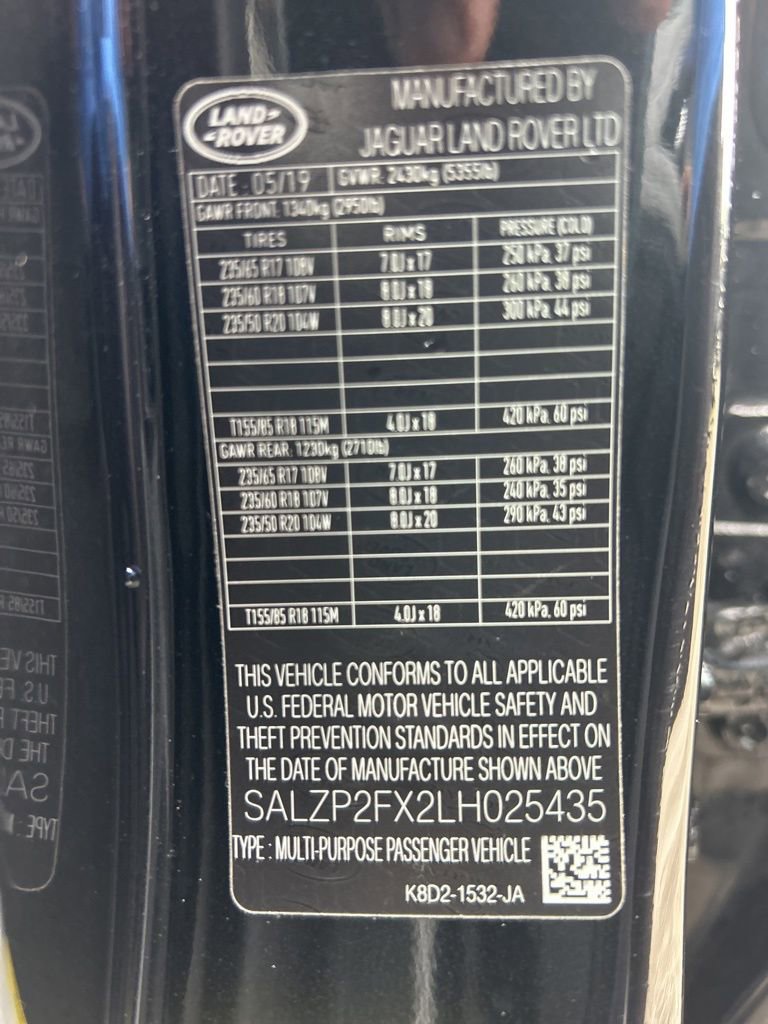 LAND ROVER
MANUFACTURED BY
JAGUAR LAND ROVER LTD
DATE : 05/19 GVWR: 2430kg (5355lb)
GAWR FRONT: 1340kg (2950lb)
TIRES RIMS PRESSURE (COLD)
235/65 R17 108V 7.0J x 17 250 kPa, 37 psi
235/60 R18 107V 8.0J x 18 260 kPa, 38 psi
235/50 R20 104W 8.0J x 20 300 kPa, 44 psi
T155/85 R18 115M 4.0J x 18 420 kPa, 60 psi
GAWR REAR: 1230kg (2710lb)
235/65 R17 108V 7.0J x 17 260 kPa, 38 psi
235/60 R18 107V 8.0J x 18 240 kPa, 35 psi
235/50 R20 104W 8.0J x 20 290 kPa, 43 psi
T155/85 R18 115M 4.0J x 18 420 kPa, 60 psi
THIS VEHICLE CONFORMS TO ALL APPLICABLE
U.S. FEDERAL MOTOR VEHICLE SAFETY AND
THEFT PREVENTION STANDARDS IN EFFECT ON
THE DATE OF MANUFACTURE SHOWN ABOVE
SALZP2FX2LH025435
TYPE : MULTI-PURPOSE PASSENGER VEHICLE
K8D2-1532-JA